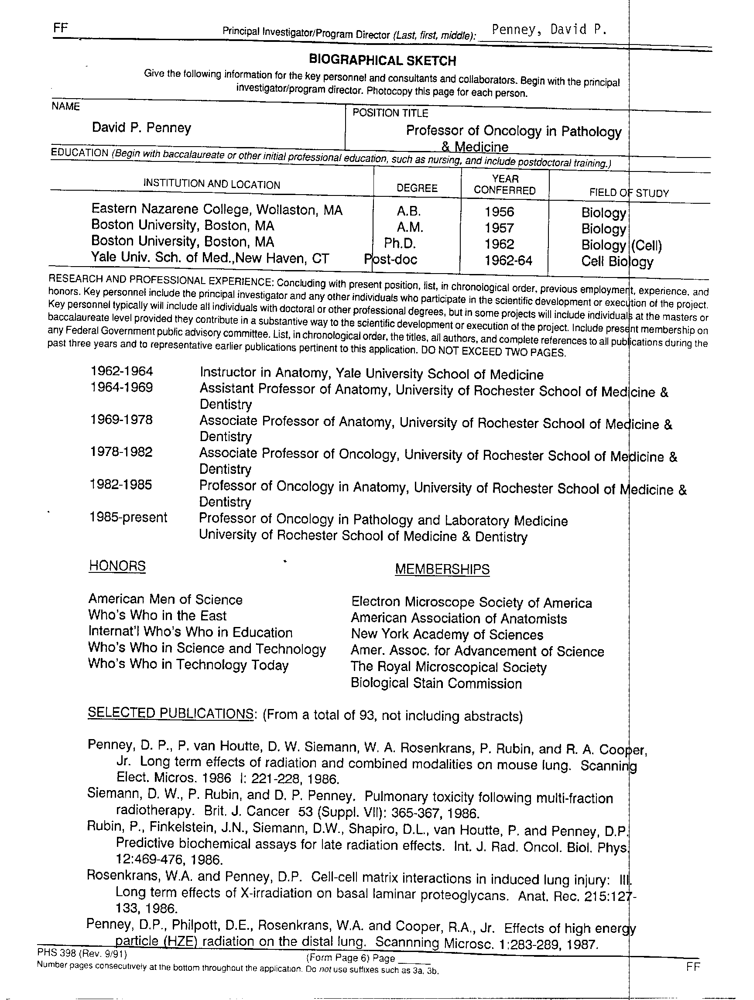 FF
Principal Investigator/Program Director (Last, first, middle): Penney, David P.
BIOGRAPHICAL SKETCH
Give the following information for the key personnel and consultants and collaborators. Begin with the principal
investigator/program director. Photocopy this page for each person.
NAME
POSITION TITLE
David P. Penney
Professor of Oncology in Pathology
& Medicine
EDUCATION (Begin with baccalaureate or other initial professional education, such as nursing, and include postdoctoral training.)
INSTITUTION AND LOCATION DEGREE YEAR CONFERRED FIELD OF STUDY
Eastern Nazarene College, Wollaston, MA A.B. 1956 Biology
Boston University, Boston, MA A.M. 1957 Biology
Boston University, Boston, MA Ph.D. 1962 Biology (Cell)
Yale Univ. Sch. of Med.,New Haven, CT Post-doc 1962-64 Cell Biology
RESEARCH AND PROFESSIONAL EXPERIENCE: Concluding with present position, list, in chronological order, previous employment, experience, and
honors. Key personnel include the principal investigator and any other individuals who participate in the scientific development or execution of the project.
Key personnel typically will include all individuals with doctoral or other professional degrees, but in some projects will include individuals at the masters or
baccalaureate level provided they contribute in a substantive way to the scientific development or execution of the project. Include present membership on
any Federal Government public advisory committee. List, in chronological order, the titles, all authors, and complete references to all publications during the
past three years and to representative earlier publications pertinent to this application. DO NOT EXCEED TWO PAGES.
1962-1964 Instructor in Anatomy, Yale University School of Medicine
1964-1969 Assistant Professor of Anatomy, University of Rochester School of Medicine &
Dentistry
1969-1978 Associate Professor of Anatomy, University of Rochester School of Medicine &
Dentistry
1978-1982 Associate Professor of Oncology, University of Rochester School of Medicine &
Dentistry
1982-1985 Professor of Oncology in Anatomy, University of Rochester School of Medicine &
Dentistry
1985-present Professor of Oncology in Pathology and Laboratory Medicine
University of Rochester School of Medicine & Dentistry
HONORS
American Men of Science
Who's Who in the East
Internat'l Who's Who in Education
Who's Who in Science and Technology
Who's Who in Technology Today
MEMBERSHIPS
Electron Microscope Society of America
American Association of Anatomists
New York Academy of Sciences
Amer. Assoc. for Advancement of Science
The Royal Microscopical Society
Biological Stain Commission
SELECTED PUBLICATIONS: (From a total of 93, not including abstracts)
Penney, D. P., P. van Houtte, D. W. Siemann, W. A. Rosenkrans, P. Rubin, and R. A. Cooper,
Jr. Long term effects of radiation and combined modalities on mouse lung. Scanning
Elect. Micros. 1986 I: 221-228, 1986.
Siemann, D. W., P. Rubin, and D. P. Penney. Pulmonary toxicity following multi-fraction
radiotherapy. Brit. J. Cancer 53 (Suppl. VII): 365-367, 1986.
Rubin, P., Finkelstein, J.N., Siemann, D.W., Shapiro, D.L., van Houtte, P. and Penney, D.P.
Predictive biochemical assays for late radiation effects. Int. J. Rad. Oncol. Biol. Phys.
12:469-476, 1986.
Rosenkrans, W.A. and Penney, D.P. Cell-cell matrix interactions in induced lung injury: III.
Long term effects of X-irradiation on basal laminar proteoglycans. Anat. Rec. 215:127-
133, 1986.
Penney, D.P., Philpott, D.E., Rosenkrans, W.A. and Cooper, R.A., Jr. Effects of high energy
particle (HZE) radiation on the distal lung. Scannning Microsc. 1:283-289, 1987.
PHS 398 (Rev. 9/91) (Form Page 6) Page
Number pages consecutively at the bottom throughout the application. Do not use suffixes such as 3a, 3b.
FF